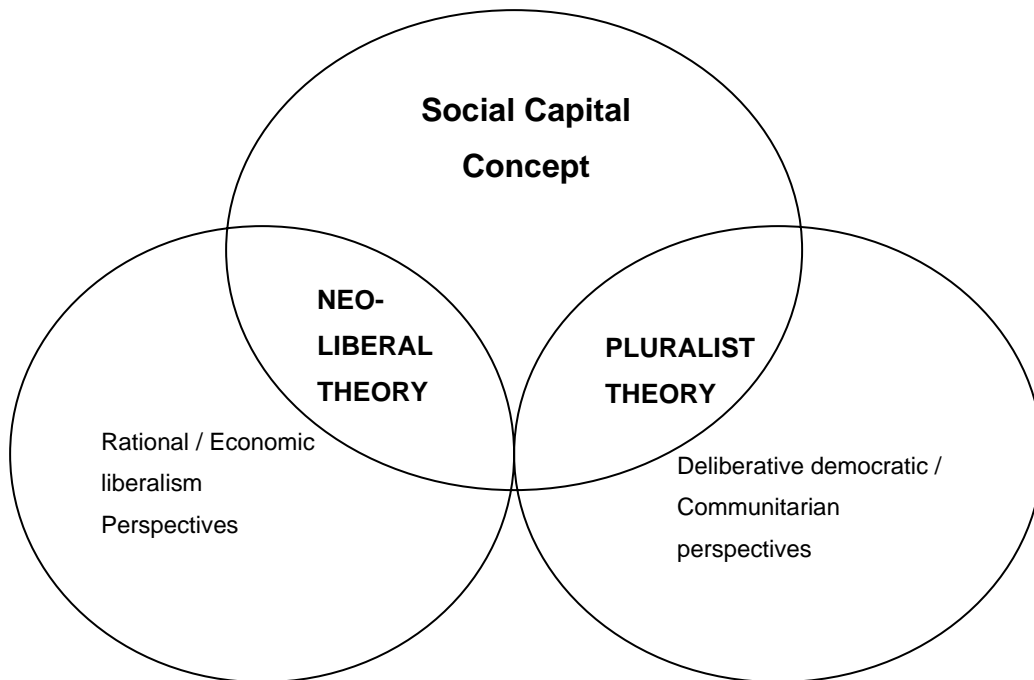 Social Capital
Concept
NEO-
LIBERAL
THEORY
PLURALIST
THEORY
Rational / Economic
liberalism
Perspectives
Deliberative democratic /
Communitarian
perspectives